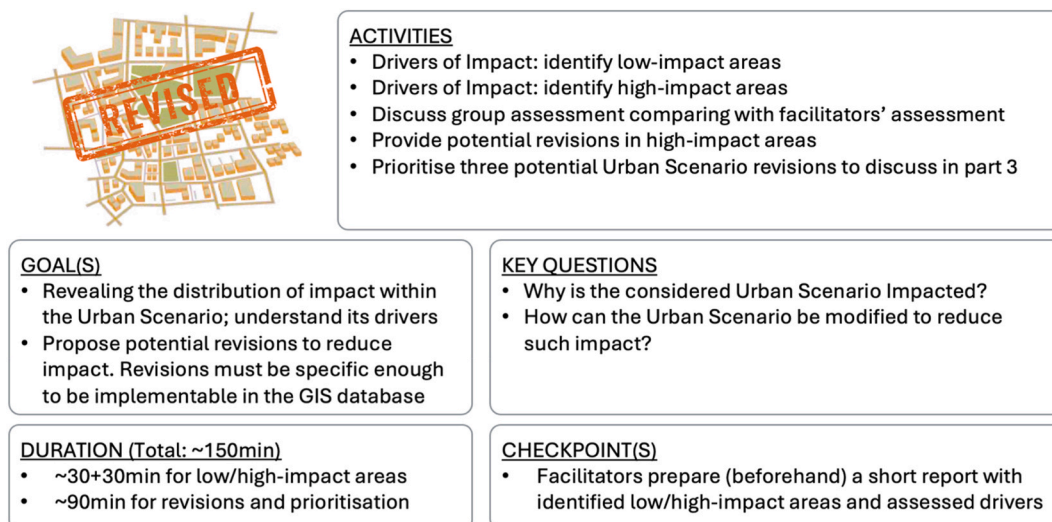 REVISED
ACTIVITIES
• Drivers of Impact: identify low-impact areas
• Drivers of Impact: identify high-impact areas
• Discuss group assessment comparing with facilitators’ assessment
• Provide potential revisions in high-impact areas
• Prioritise three potential Urban Scenario revisions to discuss in part 3
GOAL(S)
• Revealing the distribution of impact within
the Urban Scenario; understand its drivers
• Propose potential revisions to reduce
impact. Revisions must be specific enough
to be implementable in the GIS database
KEY QUESTIONS
• Why is the considered Urban Scenario Impacted?
• How can the Urban Scenario be modified to reduce
such impact?
DURATION (Total: ~150min)
• ~30+30min for low/high-impact areas
• ~90min for revisions and prioritisation
CHECKPOINT(S)
• Facilitators prepare (beforehand) a short report with
identified low/high-impact areas and assessed drivers